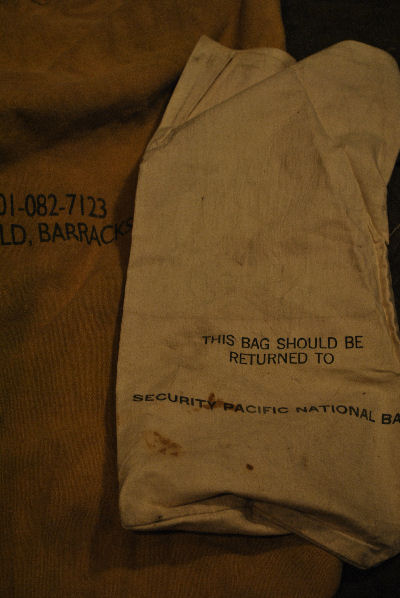 01-082-7123
LD, BARRACKS
THIS BAG SHOULD BE
RETURNED TO
SECURITY PACIFIC NATIONAL BA